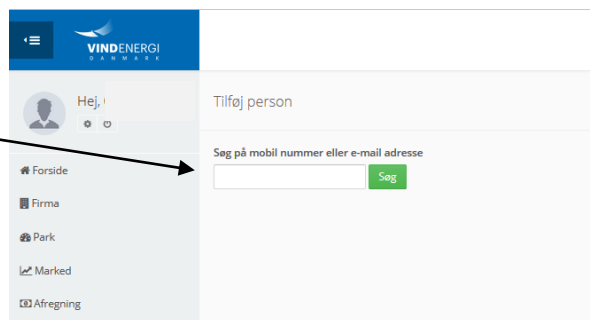 VINDENERGI
DANMARK
Hej,
Tilføj person
Søg på mobil nummer eller e-mail adresse
Søg
Forside
Firma
Park
Marked
Afregning